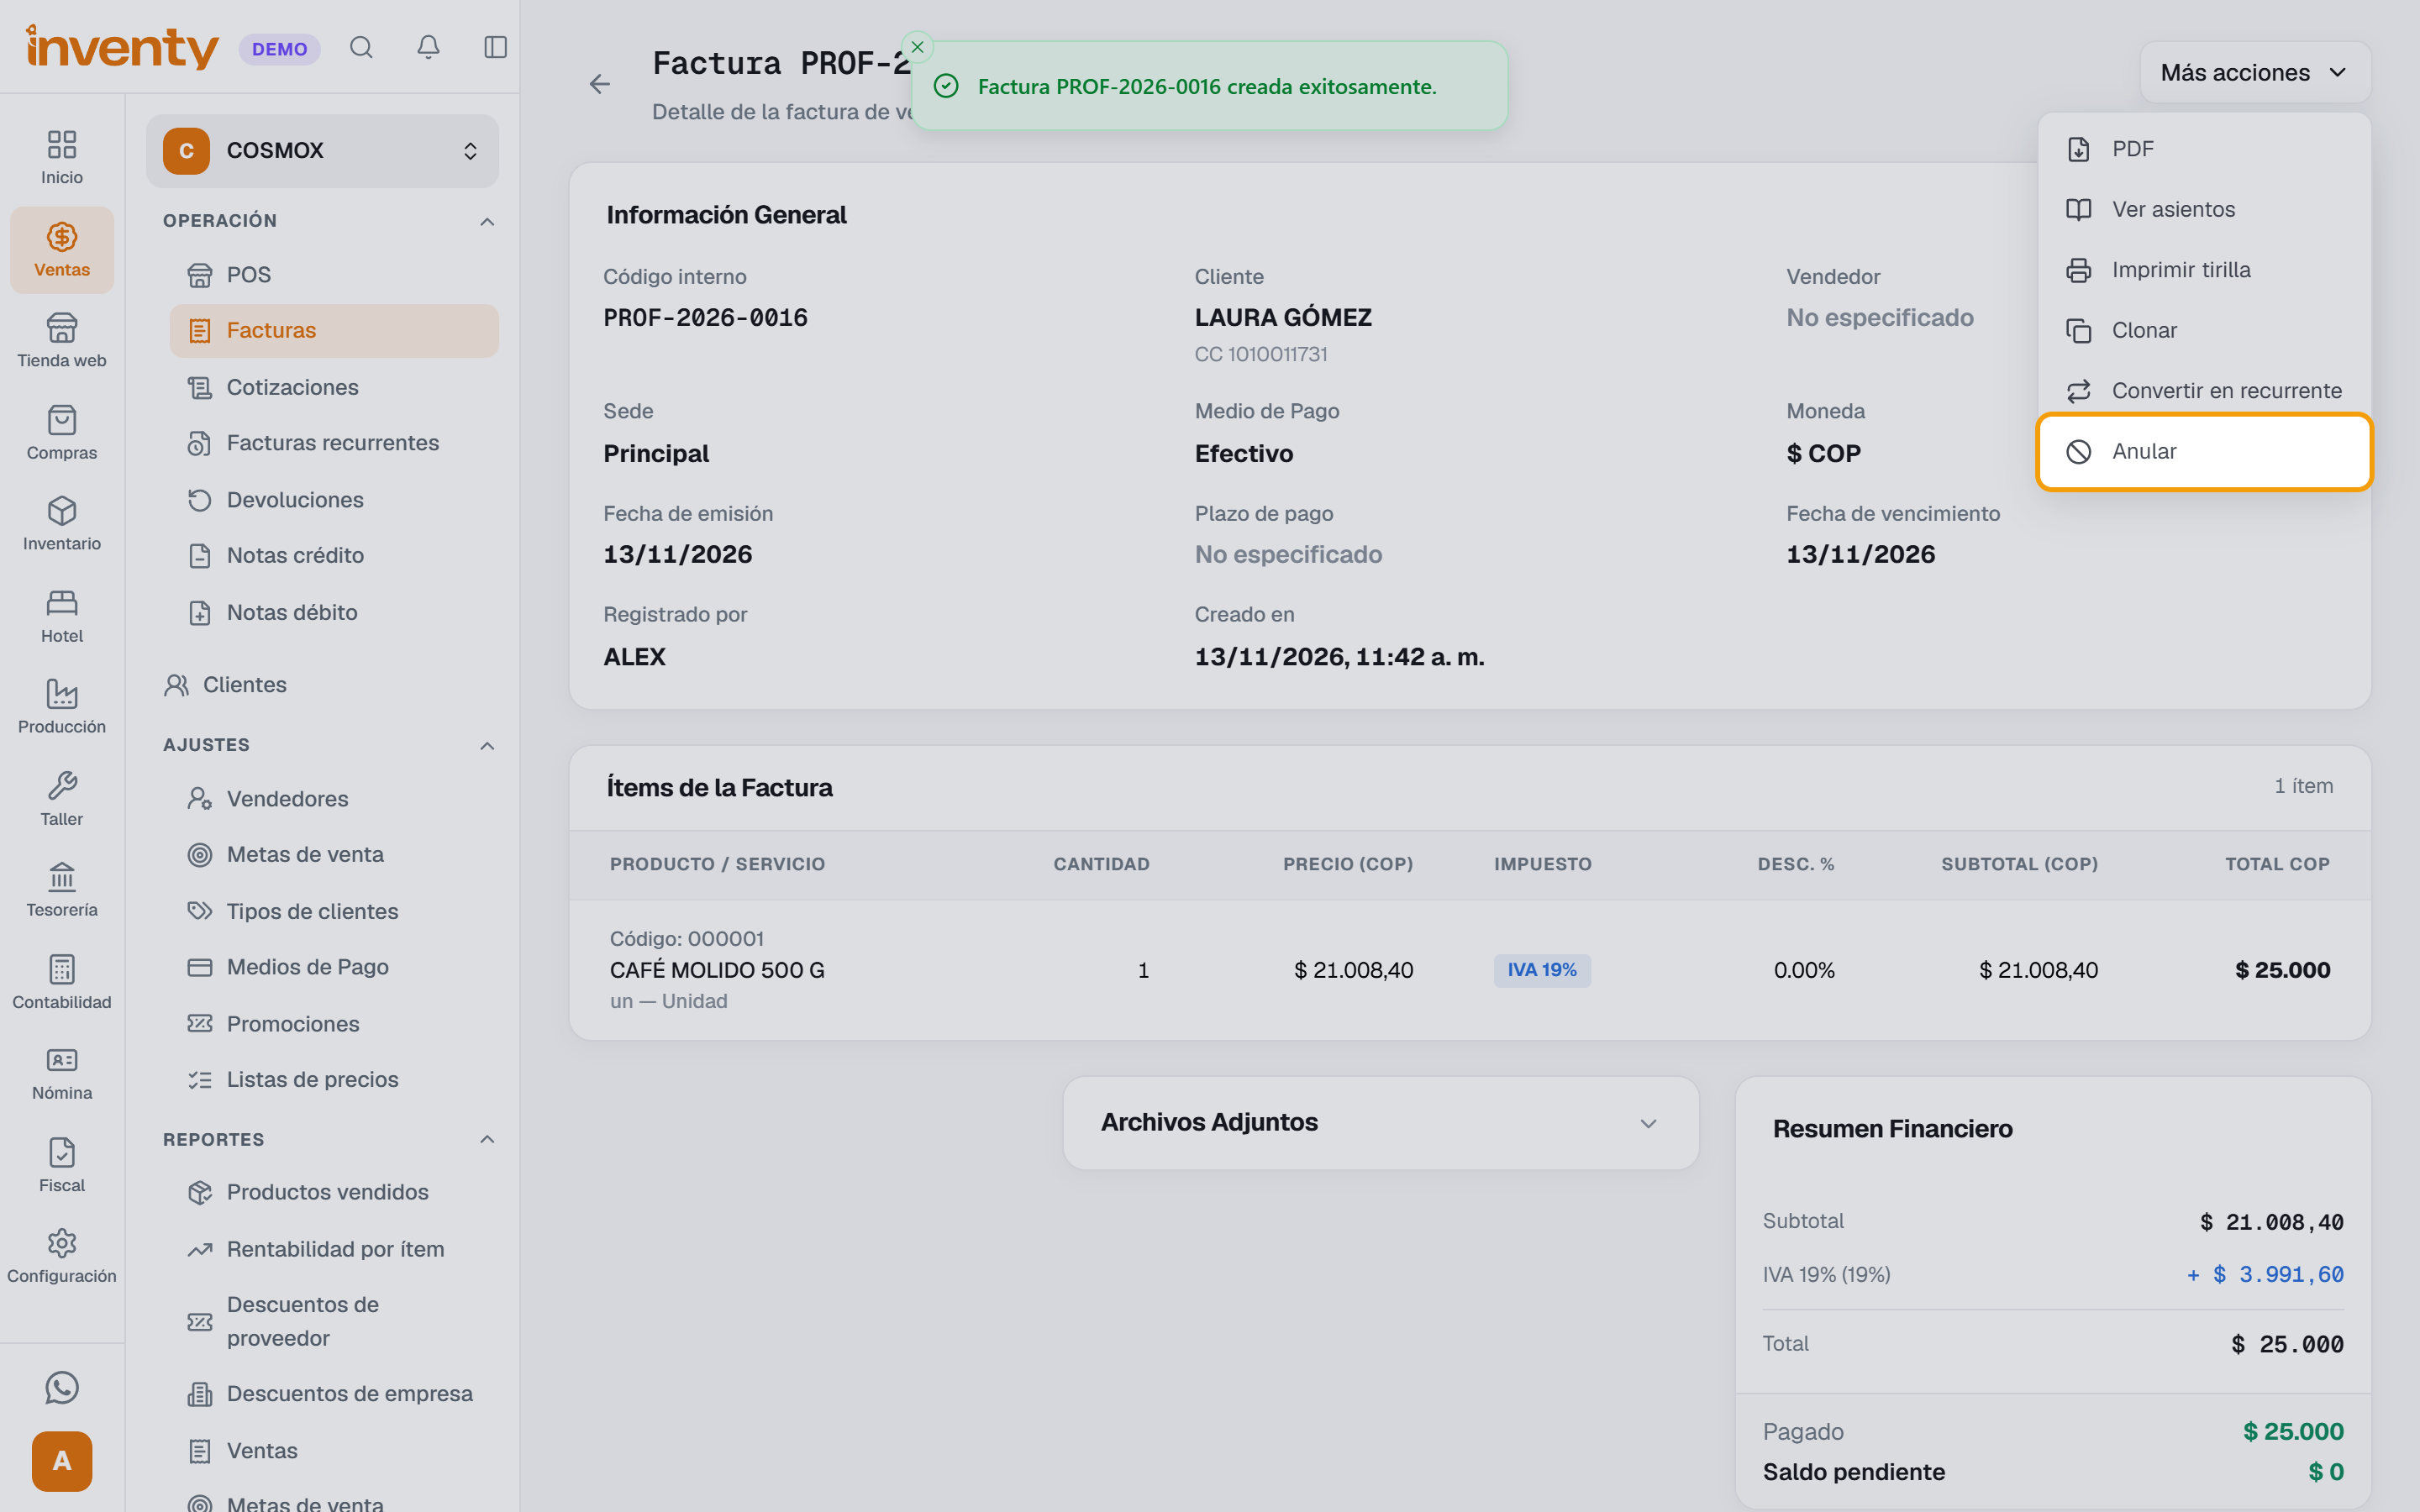 inventy
DEMO
Inicio
Ventas
Tienda web
Compras
Inventario
Hotel
Producción
Taller
Tesorería
Contabilidad
Nómina
Fiscal
Configuración
A
C COSMOX
OPERACIÓN
POS
Facturas
Cotizaciones
Facturas recurrentes
Devoluciones
Notas crédito
Notas débito
Clientes
AJUSTES
Vendedores
Metas de venta
Tipos de clientes
Medios de Pago
Promociones
Listas de precios
REPORTES
Productos vendidos
Rentabilidad por ítem
Descuentos de
proveedor
Descuentos de empresa
Ventas
Metas de venta
Factura PROF-2
Detalle de la factura de ve
Factura PROF-2026-0016 creada exitosamente.
Más acciones
PDF
Ver asientos
Imprimir tirilla
Clonar
Convertir en recurrente
Anular
Información General
Código interno
PROF-2026-0016
Cliente
LAURA GÓMEZ
CC 1010011731
Vendedor
No especificado
Sede
Principal
Medio de Pago
Efectivo
Moneda
$ COP
Fecha de emisión
13/11/2026
Plazo de pago
No especificado
Fecha de vencimiento
13/11/2026
Registrado por
ALEX
Creado en
13/11/2026, 11:42 a. m.
Ítems de la Factura
1 ítem
PRODUCTO / SERVICIO CANTIDAD PRECIO (COP) IMPUESTO DESC. % SUBTOTAL (COP) TOTAL COP
Código: 000001
CAFÉ MOLIDO 500 G 1 $ 21.008,40 IVA 19% 0.00% $ 21.008,40 $ 25.000
un — Unidad
Archivos Adjuntos
Resumen Financiero
Subtotal $ 21.008,40
IVA 19% (19%) + $ 3.991,60
Total $ 25.000
Pagado $ 25.000
Saldo pendiente $ 0